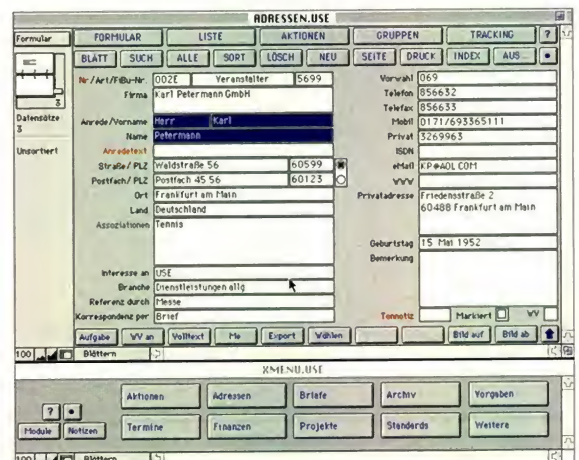 ADRESSEN.USE
Formular
FORMULAR LISTE AKTIONEN GRUPPEN TRACKING ?
BLATT SUCH ALLE SORT LÖSCH NEU SEITE DRUCK INDEX AUS...
3
Datensätze
3
Unsortiert
Nr/Art/FiBu-Nr. 002E Veranstalter 5699
Firma Karl Petermann GmbH
Anrede/Vorname Herr Karl
Name Petermann
Anredetext
Straße/PLZ Waldstraße 56 60599
Postfach/PLZ Postfach 45 56 60123
Ort Frankfurt am Main
Land Deutschland
Assoziationen Tennis
Interesse an USE
Branche Dienstleistungen allg
Referenz durch Messe
Korrespondenz per Brief
Vorwahl 069
Telefon 856632
Telefax 856633
Mobil 0171/693365111
Privat 3269963
ISDN
eMail KP@AOL.COM
WWW
Privatadresse Friedensstraße 2
60488 Frankfurt am Main
Geburtstag 15 Mai 1952
Bemerkung
Tonnotiz Markiert WV
Aufgabe WV an Volltext Me Export Wählen Bild auf Bild ab
100 Blättern
XMENU.USE
Aktionen Adressen Briefe Archiv Vorgaben
?
Module Notizen Termine Finanzen Projekte Standards Weitere
100 Blättern